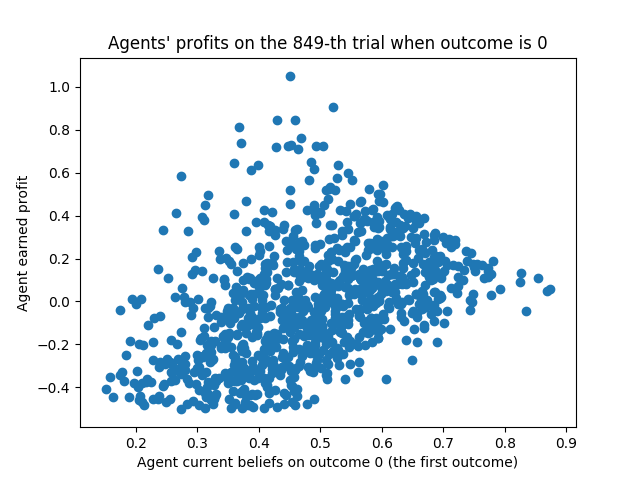 Agents' profits on the 849-th trial when outcome is 0
1.0
0.8
0.6
0.4
0.2
0.0
−0.2
−0.4
Agent earned profit
0.2 0.3 0.4 0.5 0.6 0.7 0.8 0.9
Agent current beliefs on outcome 0 (the first outcome)